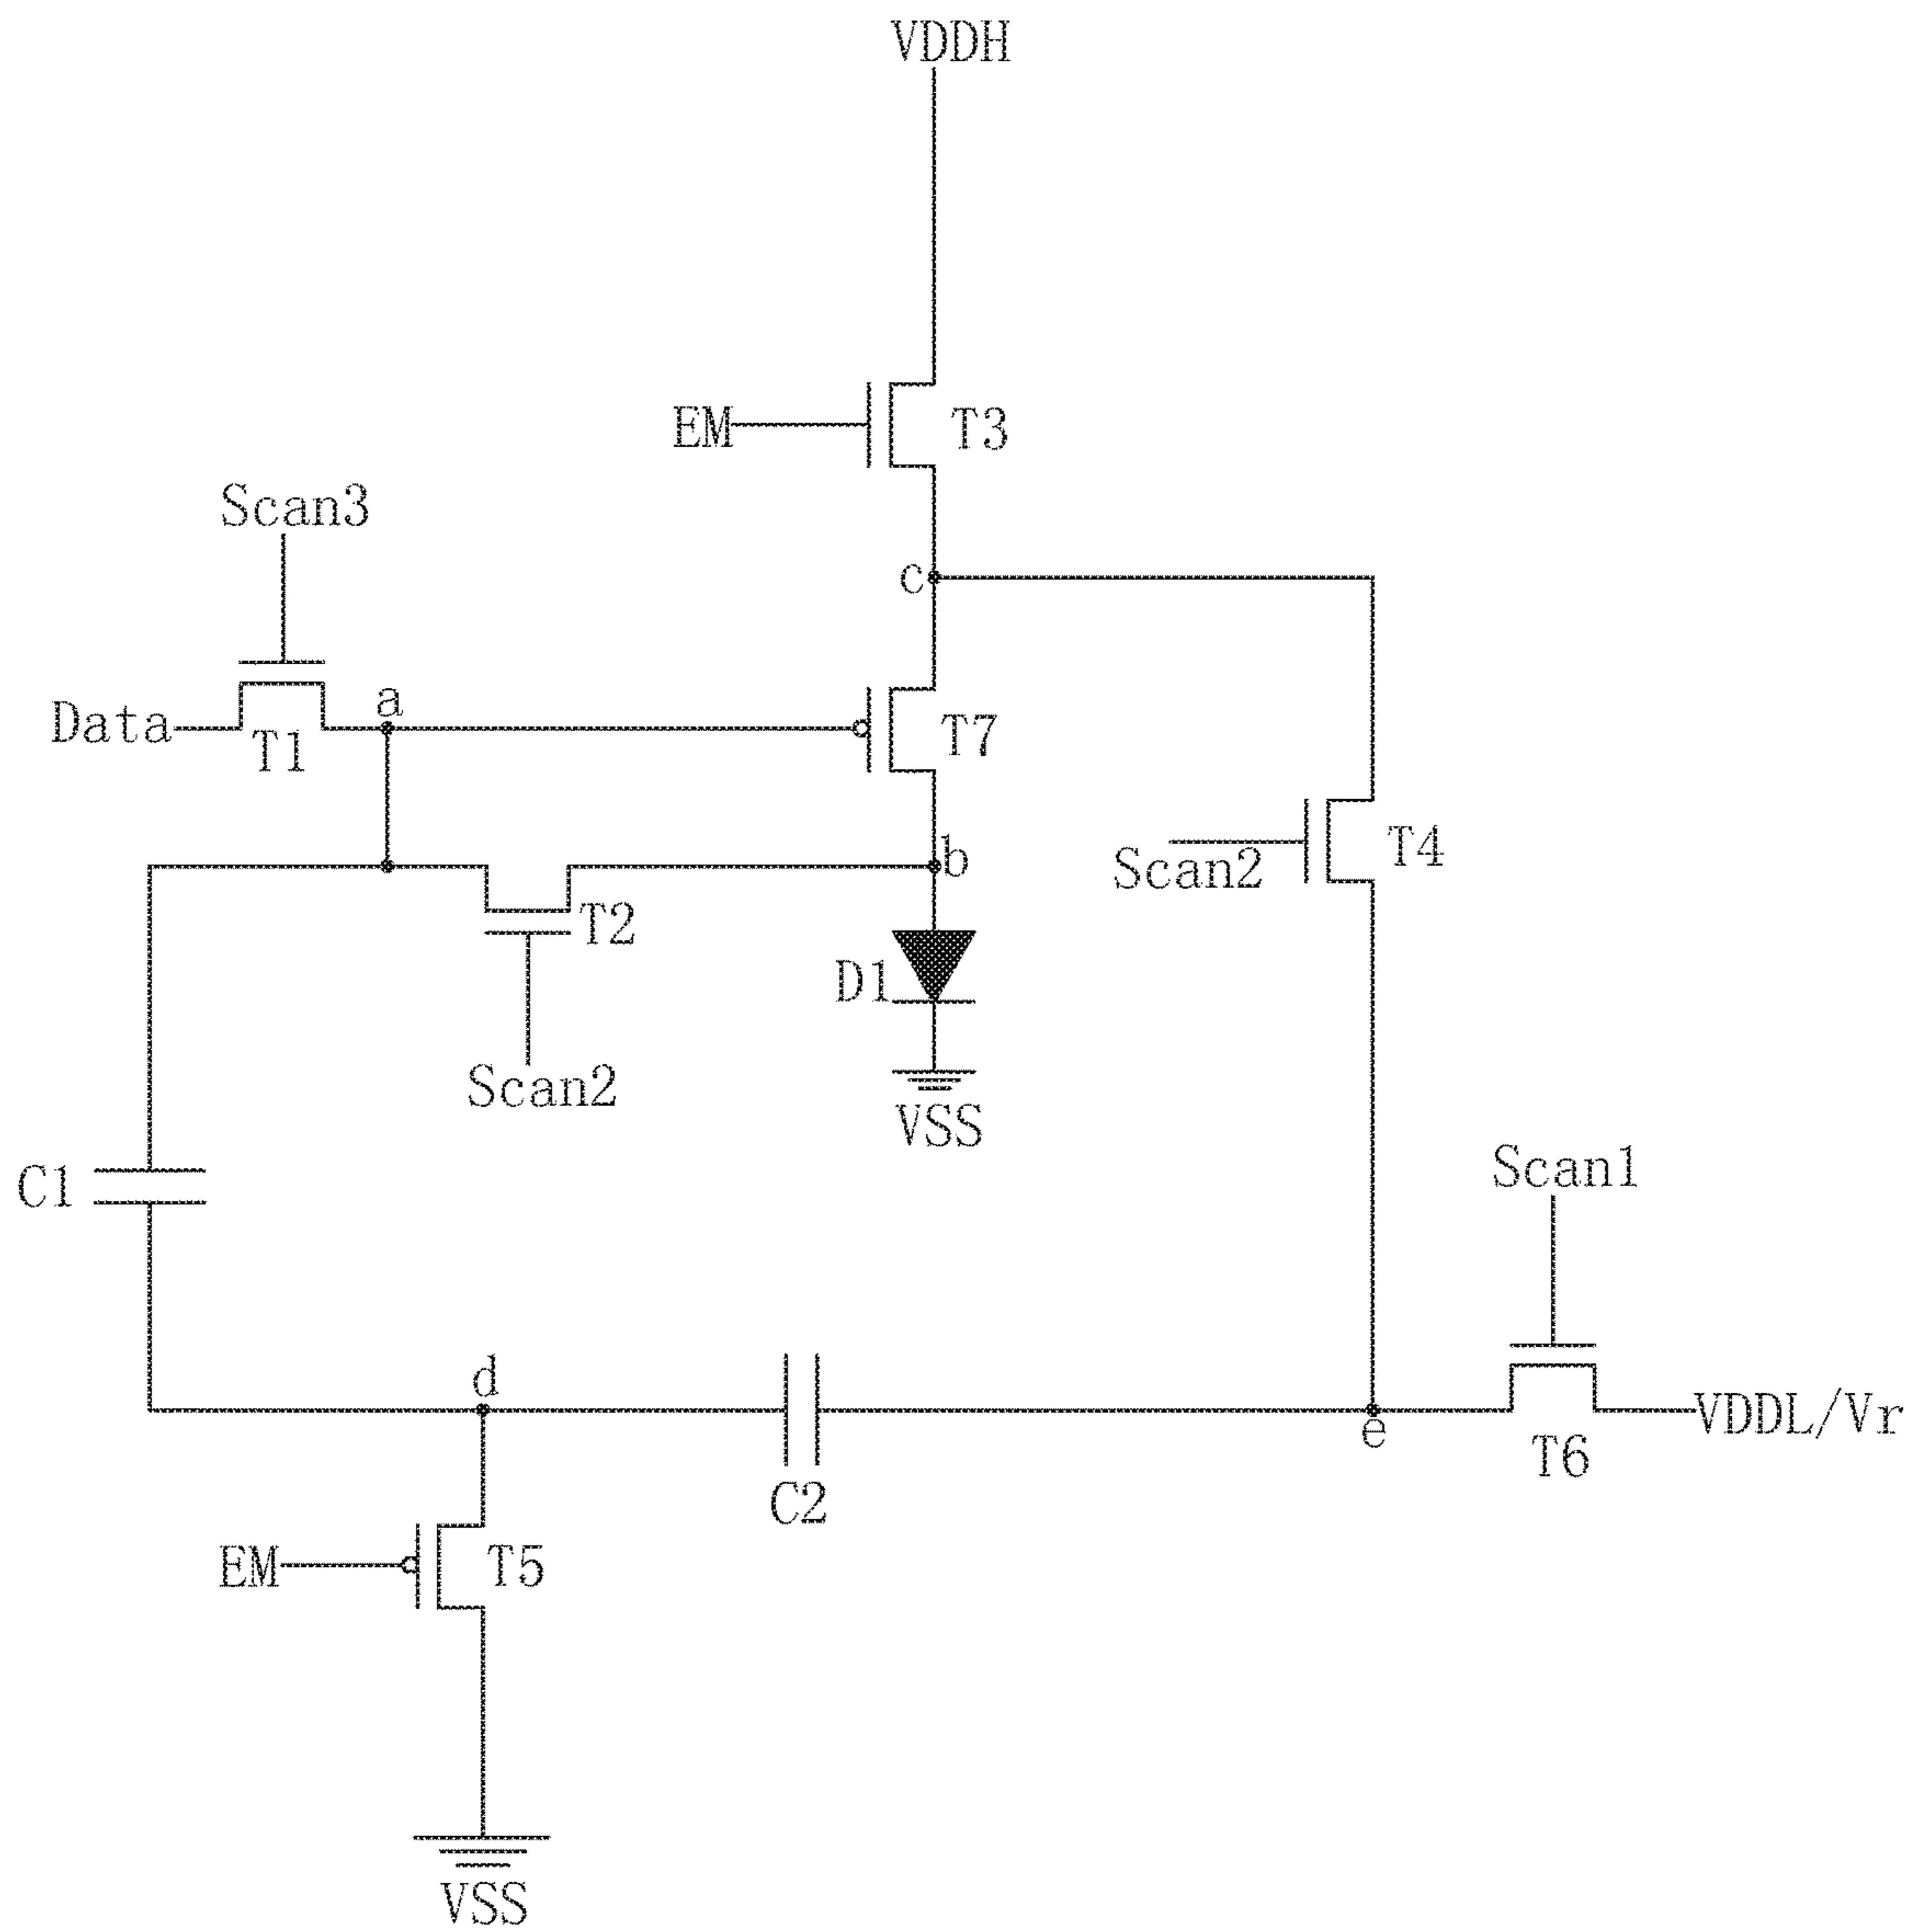 VDDH
EM
T3
Scan3
c
a
Data
T1
T7
b
Scan2
T4
T2
D1
Scan2
VSS
C1
Scan1
d
VDDL/Vr
e
T6
C2
EM
T5
VSS